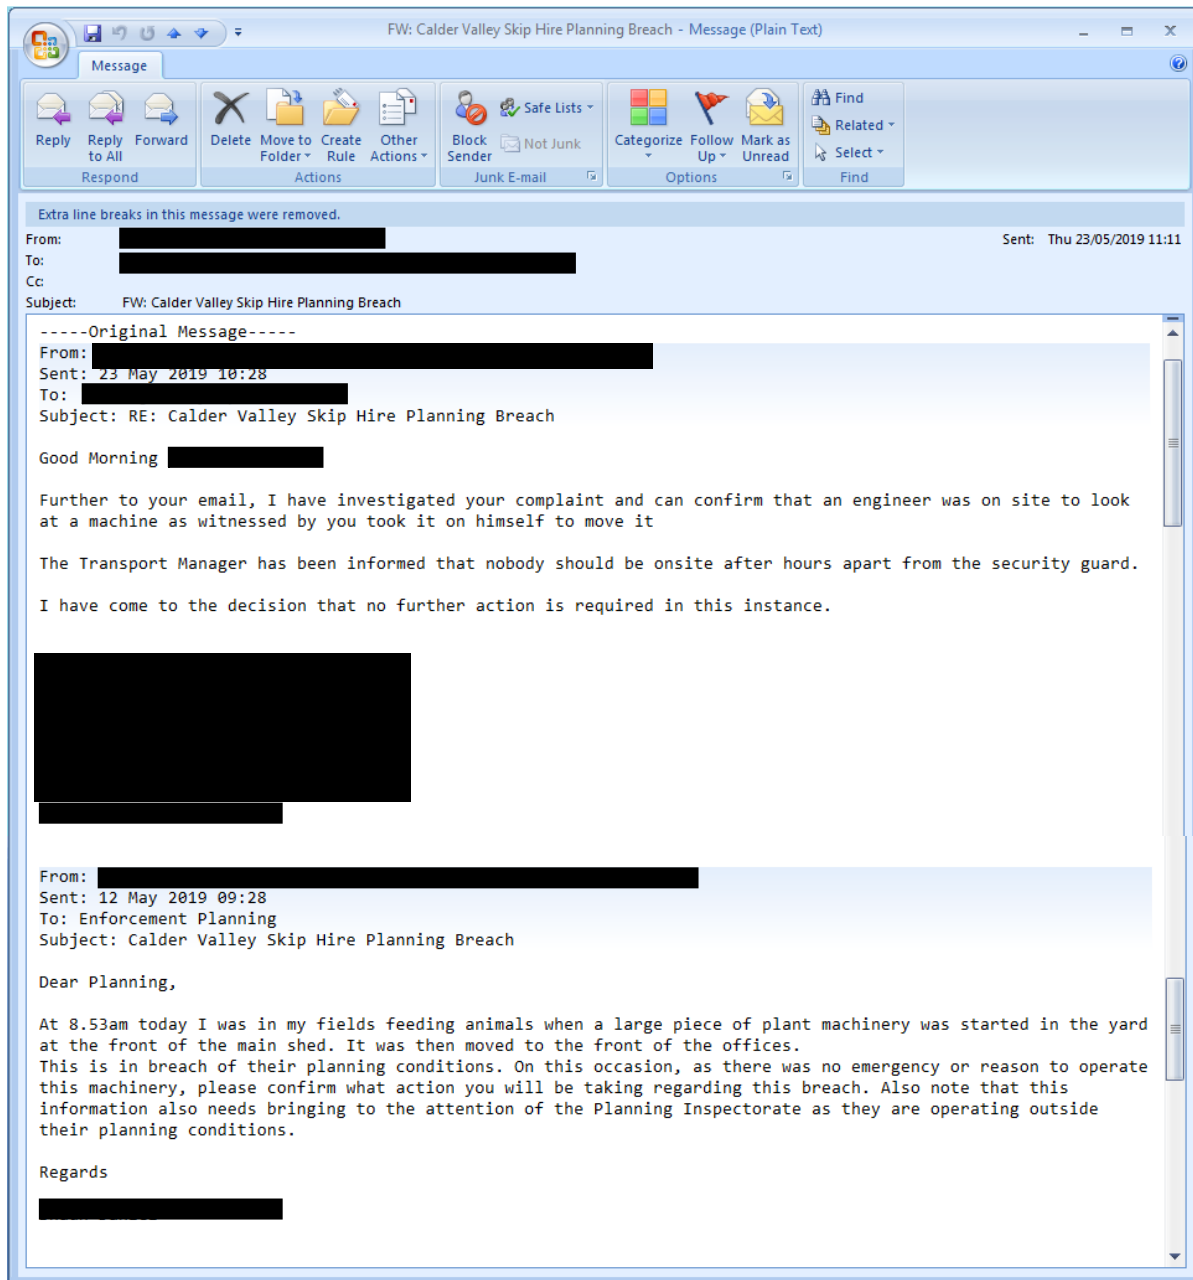 FW: Calder Valley Skip Hire Planning Breach - Message (Plain Text)
Message
Reply
Reply to All
Forward
Respond
Delete
Move to Folder
Create Rule
Other Actions
Actions
Block Sender
Safe Lists
Not Junk
Junk E-mail
Categorize
Follow Up
Mark as Unread
Options
Find
Related
Select
Find
Extra line breaks in this message were removed.
From:
Sent: Thu 23/05/2019 11:11
To:
Cc:
Subject: FW: Calder Valley Skip Hire Planning Breach
-----Original Message-----
From:
Sent: 23 May 2019 10:28
To:
Subject: RE: Calder Valley Skip Hire Planning Breach
Good Morning
Further to your email, I have investigated your complaint and can confirm that an engineer was on site to look
at a machine as witnessed by you took it on himself to move it
The Transport Manager has been informed that nobody should be onsite after hours apart from the security guard.
I have come to the decision that no further action is required in this instance.
From:
Sent: 12 May 2019 09:28
To: Enforcement Planning
Subject: Calder Valley Skip Hire Planning Breach
Dear Planning,
At 8.53am today I was in my fields feeding animals when a large piece of plant machinery was started in the yard
at the front of the main shed. It was then moved to the front of the offices.
This is in breach of their planning conditions. On this occasion, as there was no emergency or reason to operate
this machinery, please confirm what action you will be taking regarding this breach. Also note that this
information also needs bringing to the attention of the Planning Inspectorate as they are operating outside
their planning conditions.
Regards